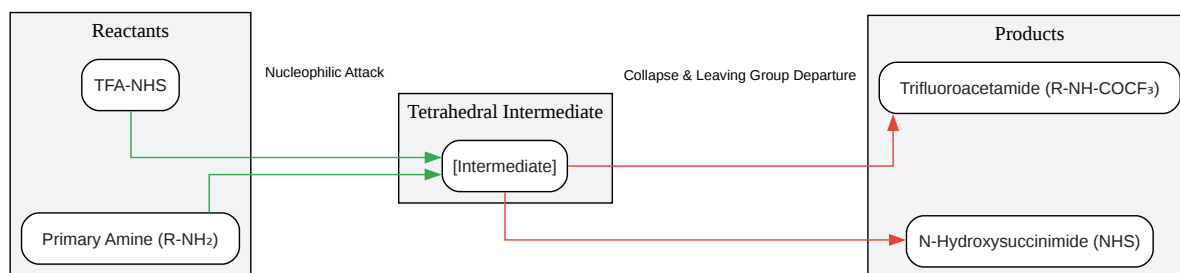 Reactants
TFA-NHS
Primary Amine (R-NH₂)
Nucleophilic Attack
Tetrahedral Intermediate
[Intermediate]
Collapse & Leaving Group Departure
Products
Trifluoroacetamide (R-NH-COCF₃)
N-Hydroxysuccinimide (NHS)